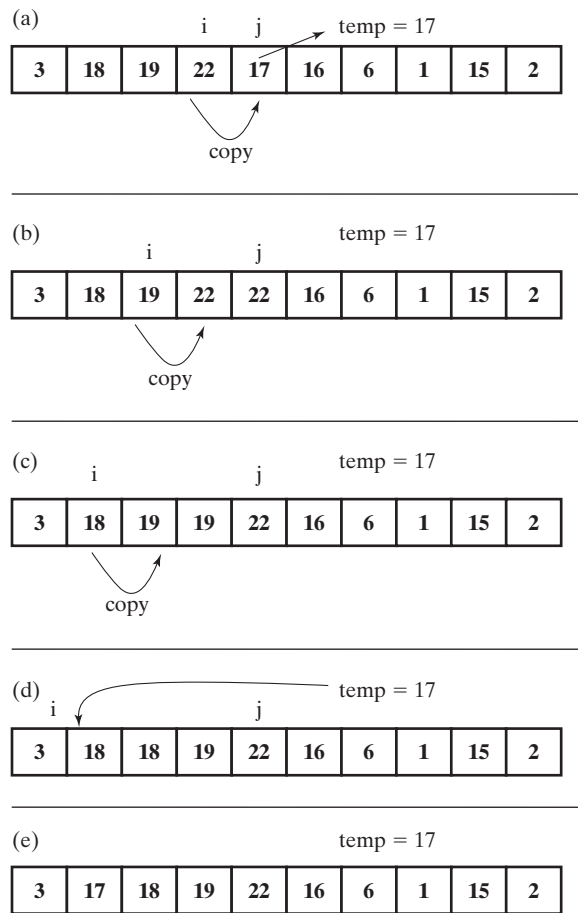 (a)
i j temp = 17
3 18 19 22 17 16 6 1 15 2
copy
(b) temp = 17
i j
3 18 19 22 22 16 6 1 15 2
copy
(c) temp = 17
i j
3 18 19 19 22 16 6 1 15 2
copy
(d) temp = 17
i j
3 18 18 19 22 16 6 1 15 2
(e) temp = 17
3 17 18 19 22 16 6 1 15 2